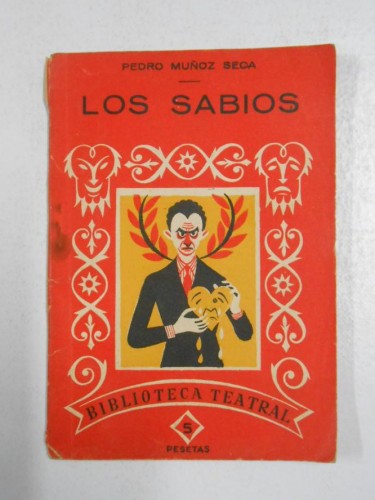 PEDRO MUÑOZ SECA
LOS SABIOS
BIBLIOTECA TEATRAL
5
PESETAS